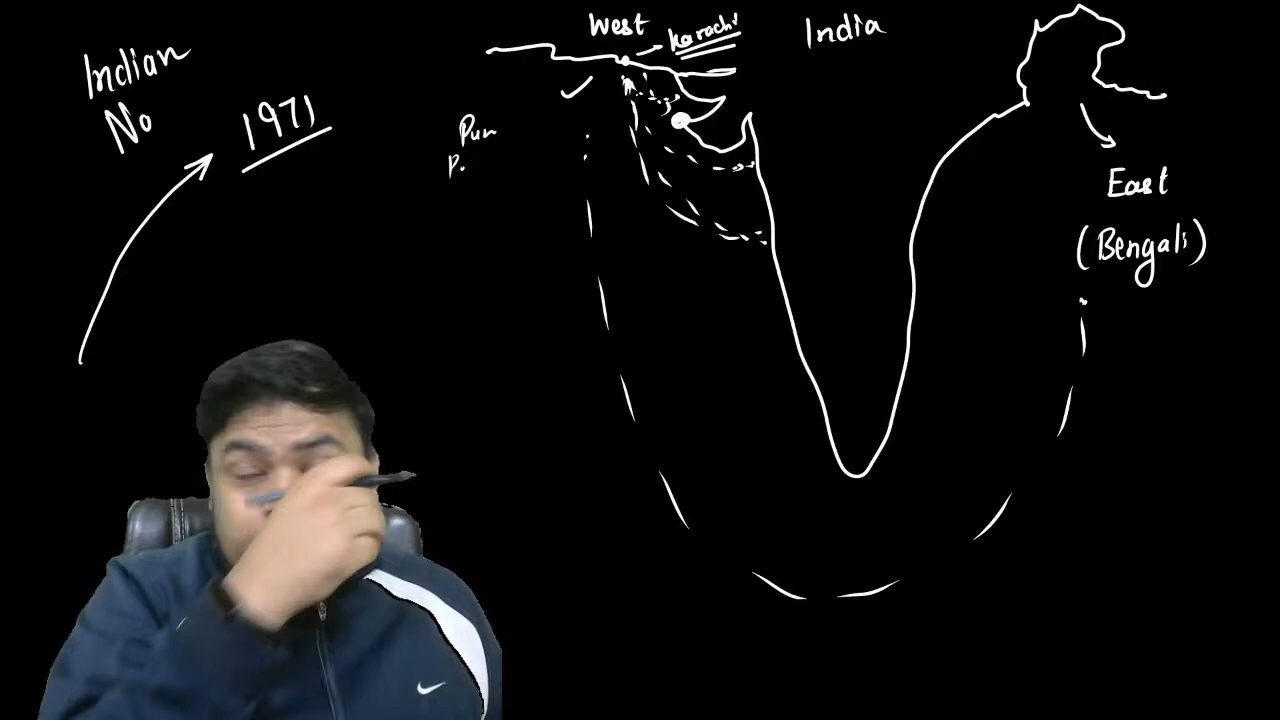 Indian
No
1971
West
Karachi
India
Pun
P.
East
(Bengali)